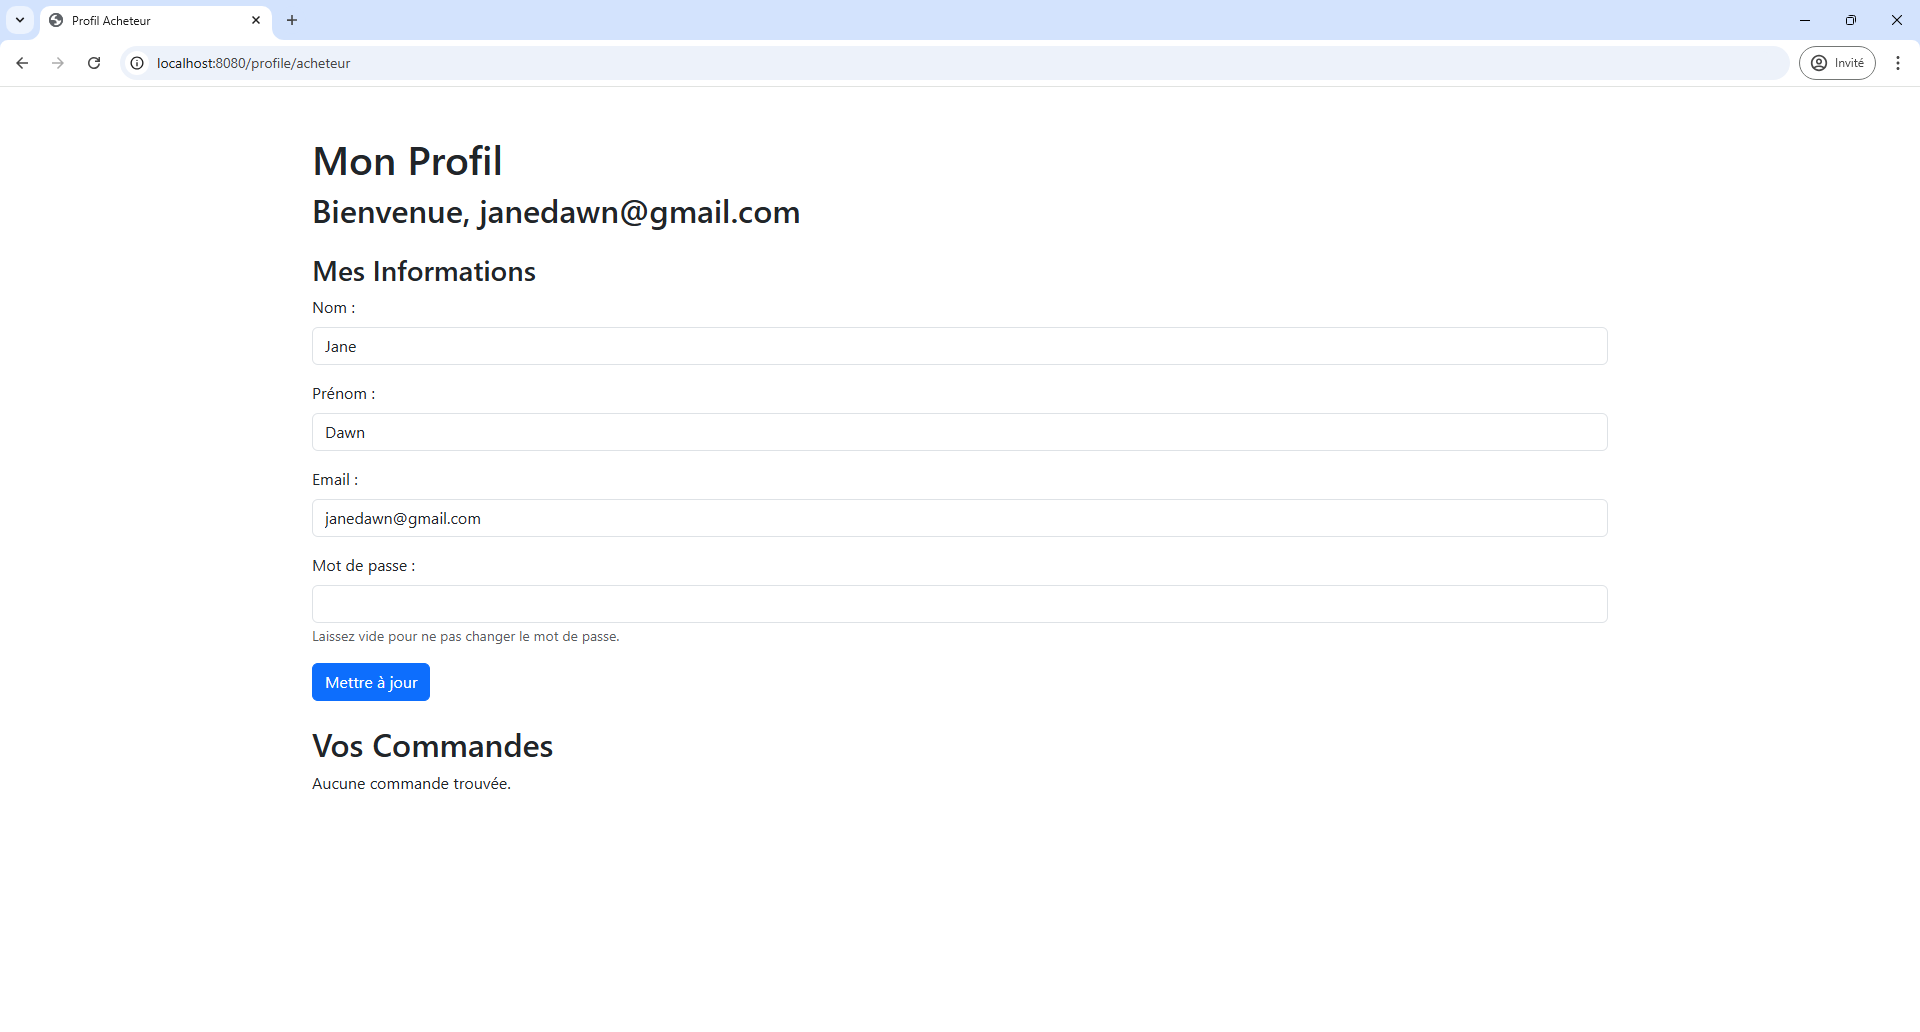 Profil Acheteur
localhost:8080/profile/acheteur
Invité
Mon Profil
Bienvenue, janedawn@gmail.com
Mes Informations
Nom :
Jane
Prénom :
Dawn
Email :
janedawn@gmail.com
Mot de passe :
Laissez vide pour ne pas changer le mot de passe.
Mettre à jour
Vos Commandes
Aucune commande trouvée.